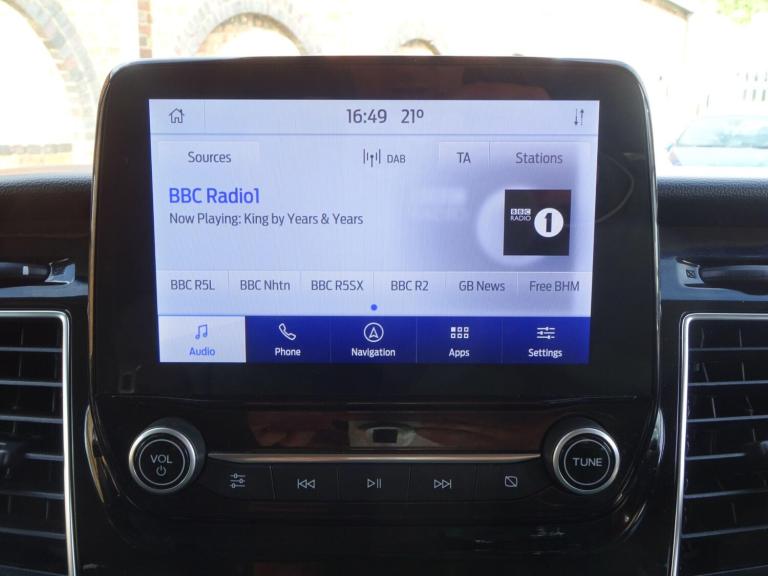 16:49 21º
Sources DAB TA Stations
BBC Radio1
Now Playing: King by Years & Years
BBC RADIO 1
BBC R5L BBC Nhtn BBC R5SX BBC R2 GB News Free BHM
Audio Phone Navigation Apps Settings
VOL TUNE